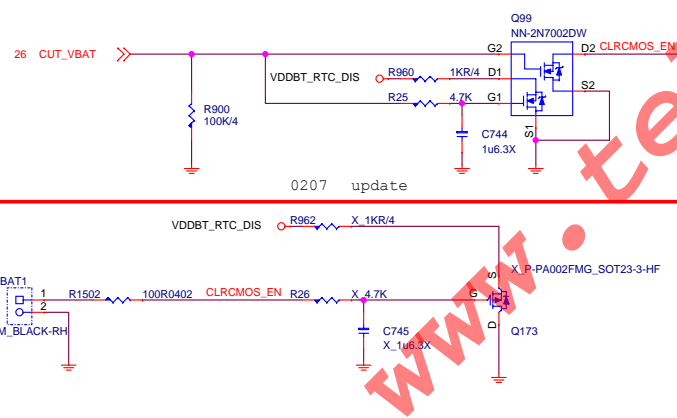 Q99
NN-2N7002DW
26 CUT_VBAT
G2
D2 CLRCMOS_EN
VDDBT_RTC_DIS
R960
1KR/4
D1
S2
R25
4.7K
G1
R900
100K/4
C744
1u6.3X
S1
0207 update
VDDBT_RTC_DIS
R962
X_1KR/4
S
X_P-PA002FMG_SOT23-3-HF
BAT1
1
R1502
100R0402
CLRCMOS_EN
R26
X_4.7K
G
2
M_BLACK-RH
C745
X_1u6.3X
D
Q173
www.te